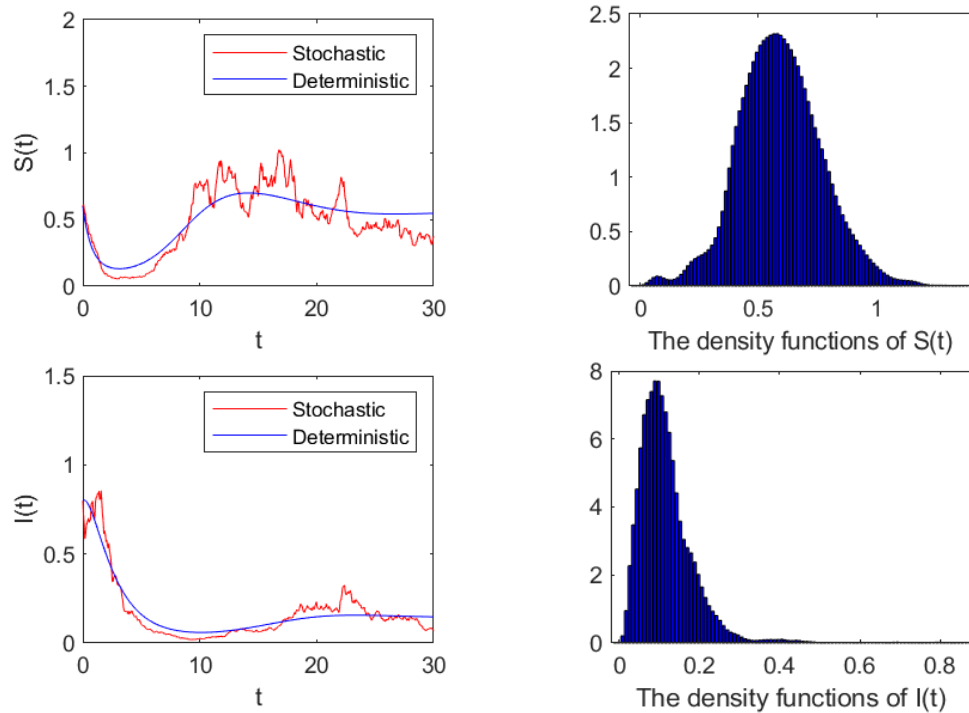 2
1.5
1
0.5
0
S(t)
Stochastic
Deterministic
0 10 20 30
t
2.5
2
1.5
1
0.5
0
0 0.5 1
The density functions of S(t)
1.5
1
0.5
0
I(t)
Stochastic
Deterministic
0 10 20 30
t
8
6
4
2
0
0 0.2 0.4 0.6 0.8
The density functions of I(t)